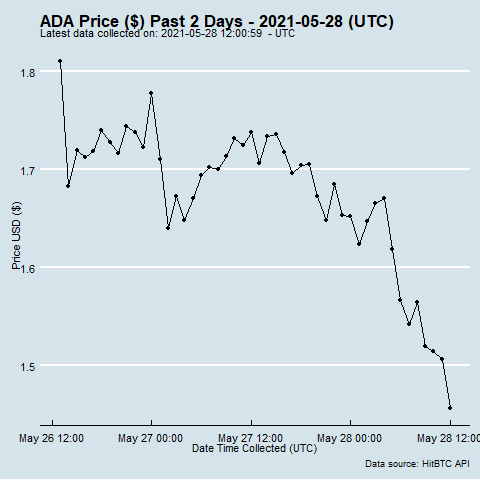 ADA Price ($) Past 2 Days - 2021-05-28 (UTC)
Latest data collected on: 2021-05-28 12:00:59 - UTC
1.8
1.7
1.6
1.5
Price USD ($)
May 26 12:00 May 27 00:00 May 27 12:00 May 28 00:00 May 28 12:00
Date Time Collected (UTC)
Data source: HitBTC API